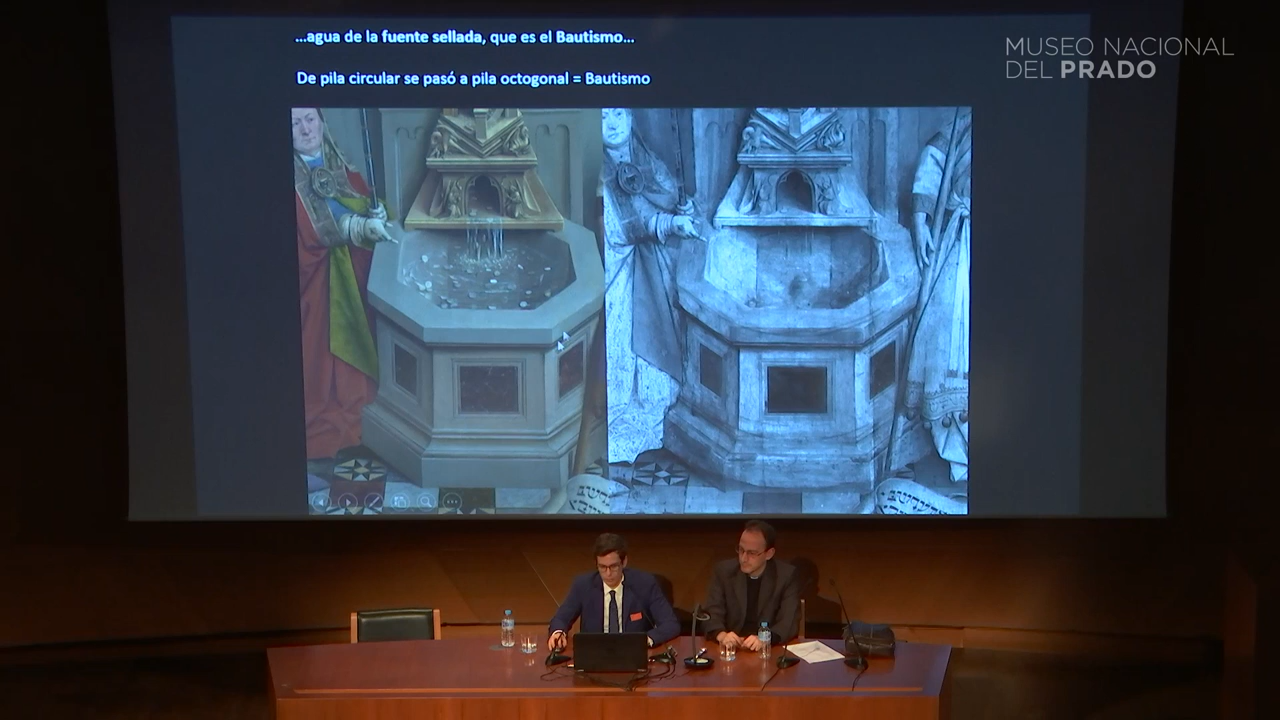 ...agua de la fuente sellada, que es el Bautismo...
De pila circular se pasó a pila octogonal = Bautismo
MUSEO NACIONAL
DEL PRADO